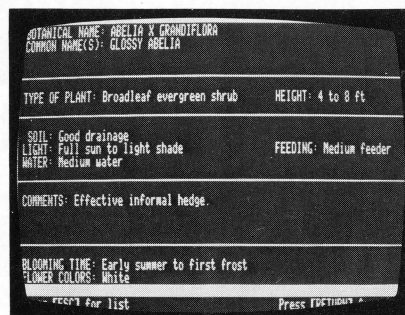 BOTANICAL NAME: ABELIA X GRANDIFLORA
COMMON NAME(S): GLOSSY ABELIA
TYPE OF PLANT: Broadleaf evergreen shrub HEIGHT: 4 to 8 ft
SOIL: Good drainage
LIGHT: Full sun to light shade FEEDING: Medium feeder
WATER: Medium water
COMMENTS: Effective informal hedge.
BLOOMING TIME: Early summer to first frost
FLOWER COLORS: White
[ESC] for list Press [RETURN]